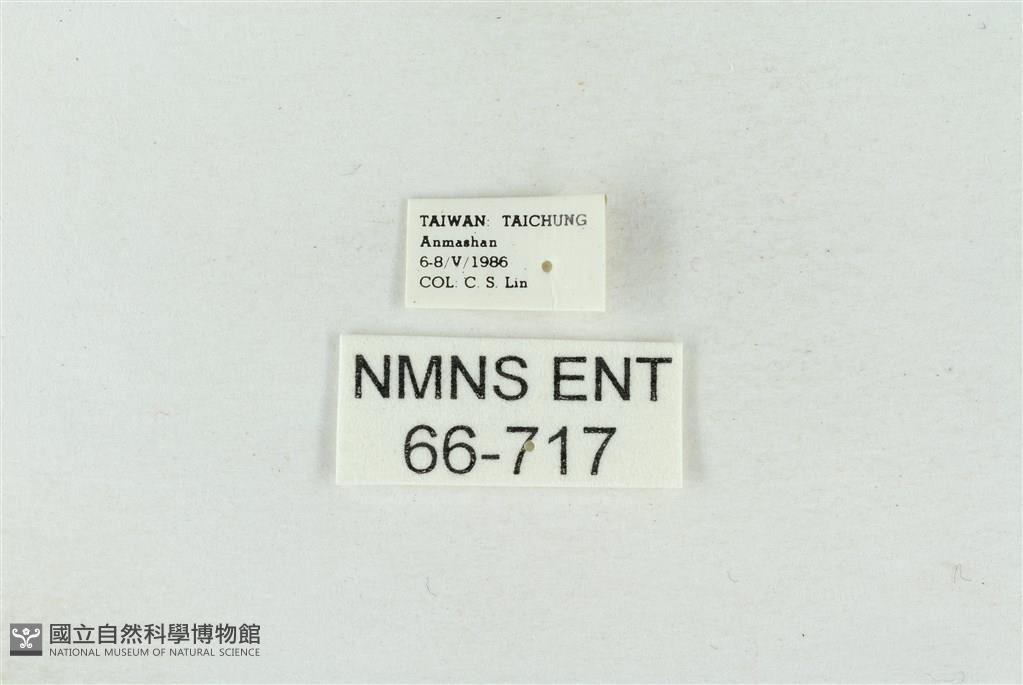 TAIWAN: TAICHUNG
Anmashan
6-8/V/1986
COL: C. S. Lin
NMNS ENT
66-717
國立自然科學博物館
NATIONAL MUSEUM OF NATURAL SCIENCE